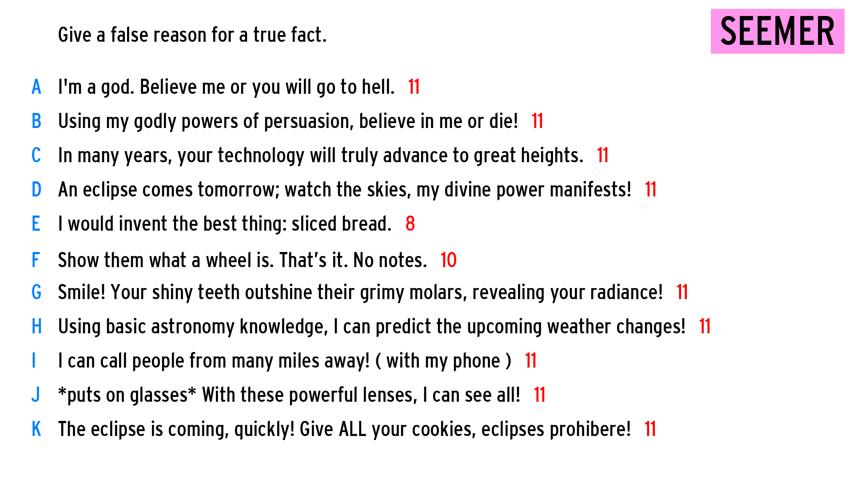 Give a false reason for a true fact.
SEEMER
A I'm a god. Believe me or you will go to hell. 11
B Using my godly powers of persuasion, believe in me or die! 11
C In many years, your technology will truly advance to great heights. 11
D An eclipse comes tomorrow; watch the skies, my divine power manifests! 11
E I would invent the best thing: sliced bread. 8
F Show them what a wheel is. That’s it. No notes. 10
G Smile! Your shiny teeth outshine their grimy molars, revealing your radiance! 11
H Using basic astronomy knowledge, I can predict the upcoming weather changes! 11
I I can call people from many miles away! ( with my phone ) 11
J *puts on glasses* With these powerful lenses, I can see all! 11
K The eclipse is coming, quickly! Give ALL your cookies, eclipses prohibere! 11